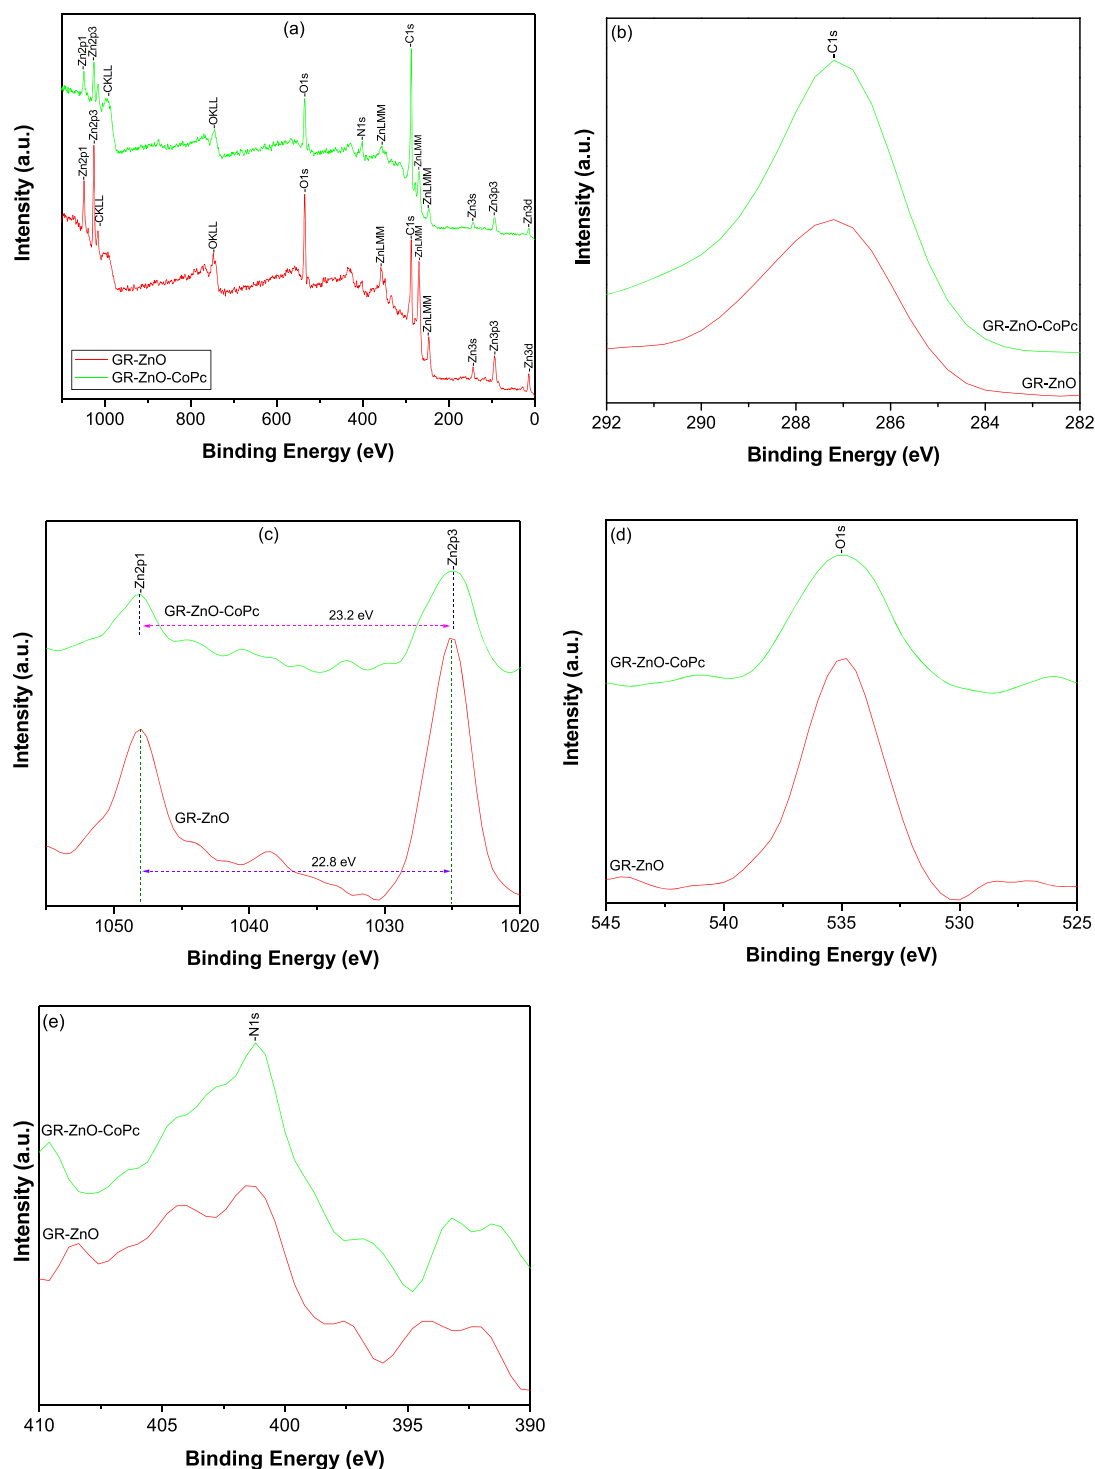 (a)
Zn2p1
Zn2p3
CKLL
OKLL
O1s
N1s
ZnLMM
C1s
ZnLMM
ZnLMM
Zn3s
Zn3p3
Zn3d
Zn2p1
Zn2p3
CKLL
OKLL
O1s
ZnLMM
C1s
ZnLMM
ZnLMM
Zn3s
Zn3p3
Zn3d
GR-ZnO
GR-ZnO-CoPc
1000 800 600 400 200 0
Binding Energy (eV)
Intensity (a.u.)
(b)
C1s
GR-ZnO-CoPc
GR-ZnO
292 290 288 286 284 282
Binding Energy (eV)
Intensity (a.u.)
(c)
Zn2p1
Zn2p3
GR-ZnO-CoPc
23.2 eV
GR-ZnO
22.8 eV
1050 1040 1030 1020
Binding Energy (eV)
Intensity (a.u.)
(d)
O1s
GR-ZnO-CoPc
GR-ZnO
545 540 535 530 525
Binding Energy (eV)
Intensity (a.u.)
(e)
N1s
GR-ZnO-CoPc
GR-ZnO
410 405 400 395 390
Binding Energy (eV)
Intensity (a.u.)